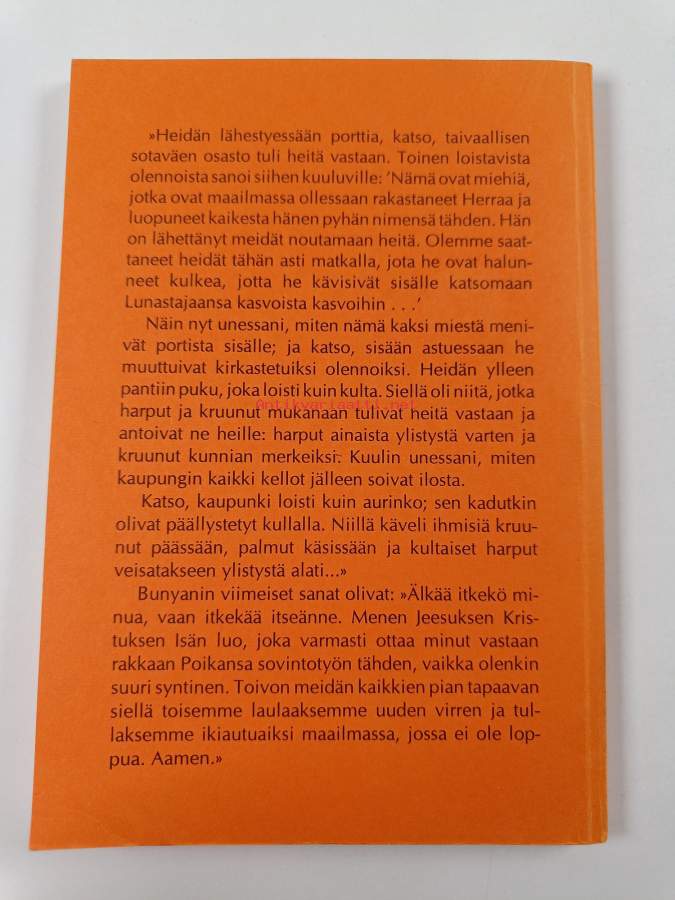 »Heidän lähestyessään porttia, katso, taivaallisen
sotaväen osasto tuli heitä vastaan. Toinen loistavista
olennoista sanoi siihen kuuluville: ’Nämä ovat miehiä,
jotka ovat maailmassa ollessaan rakastaneet Herraa ja
luopuneet kaikesta hänen pyhän nimensä tähden. Hän
on lähettänyt meidät noutamaan heitä. Olemme saat-
taneet heidät tähän asti matkalla, jota he ovat halun-
neet kulkea, jotta he kävisivät sisälle katsomaan
Lunastajaansa kasvoista kasvoihin . . .’
Näin nyt unessani, miten nämä kaksi miestä meni-
vät portista sisälle; ja katso, sisään astuessaan he
muuttuivat kirkastetuiksi olennoiksi. Heidän ylleen
pantiin puku, joka loisti kuin kulta. Siellä oli niitä, jotka
Antikvariaatti.net
harput ja kruunut mukanaan tulivat heitä vastaan ja
antoivat ne heille: harput ainaista ylistystä varten ja
kruunut kunnian merkeiksi. Kuulin unessani, miten
kaupungin kaikki kellot jälleen soivat ilosta.
Katso, kaupunki loisti kuin aurinko; sen kadutkin
olivat päällystetyt kullalla. Niillä käveli ihmisiä kruu-
nut päässään, palmut käsissään ja kultaiset harput
veisatakseen ylistystä alati...»
Bunyanin viimeiset sanat olivat: »Älkää itkekö mi-
nua, vaan itkekää itseänne. Menen Jeesuksen Kris-
tuksen Isän luo, joka varmasti ottaa minut vastaan
rakkaan Poikansa sovintotyön tähden, vaikka olenkin
suuri syntinen. Toivon meidän kaikkien pian tapaavan
siellä toisemme laulaaksemme uuden virren ja tul-
laksemme ikiautuaiksi maailmassa, jossa ei ole lop-
pua. Aamen.»